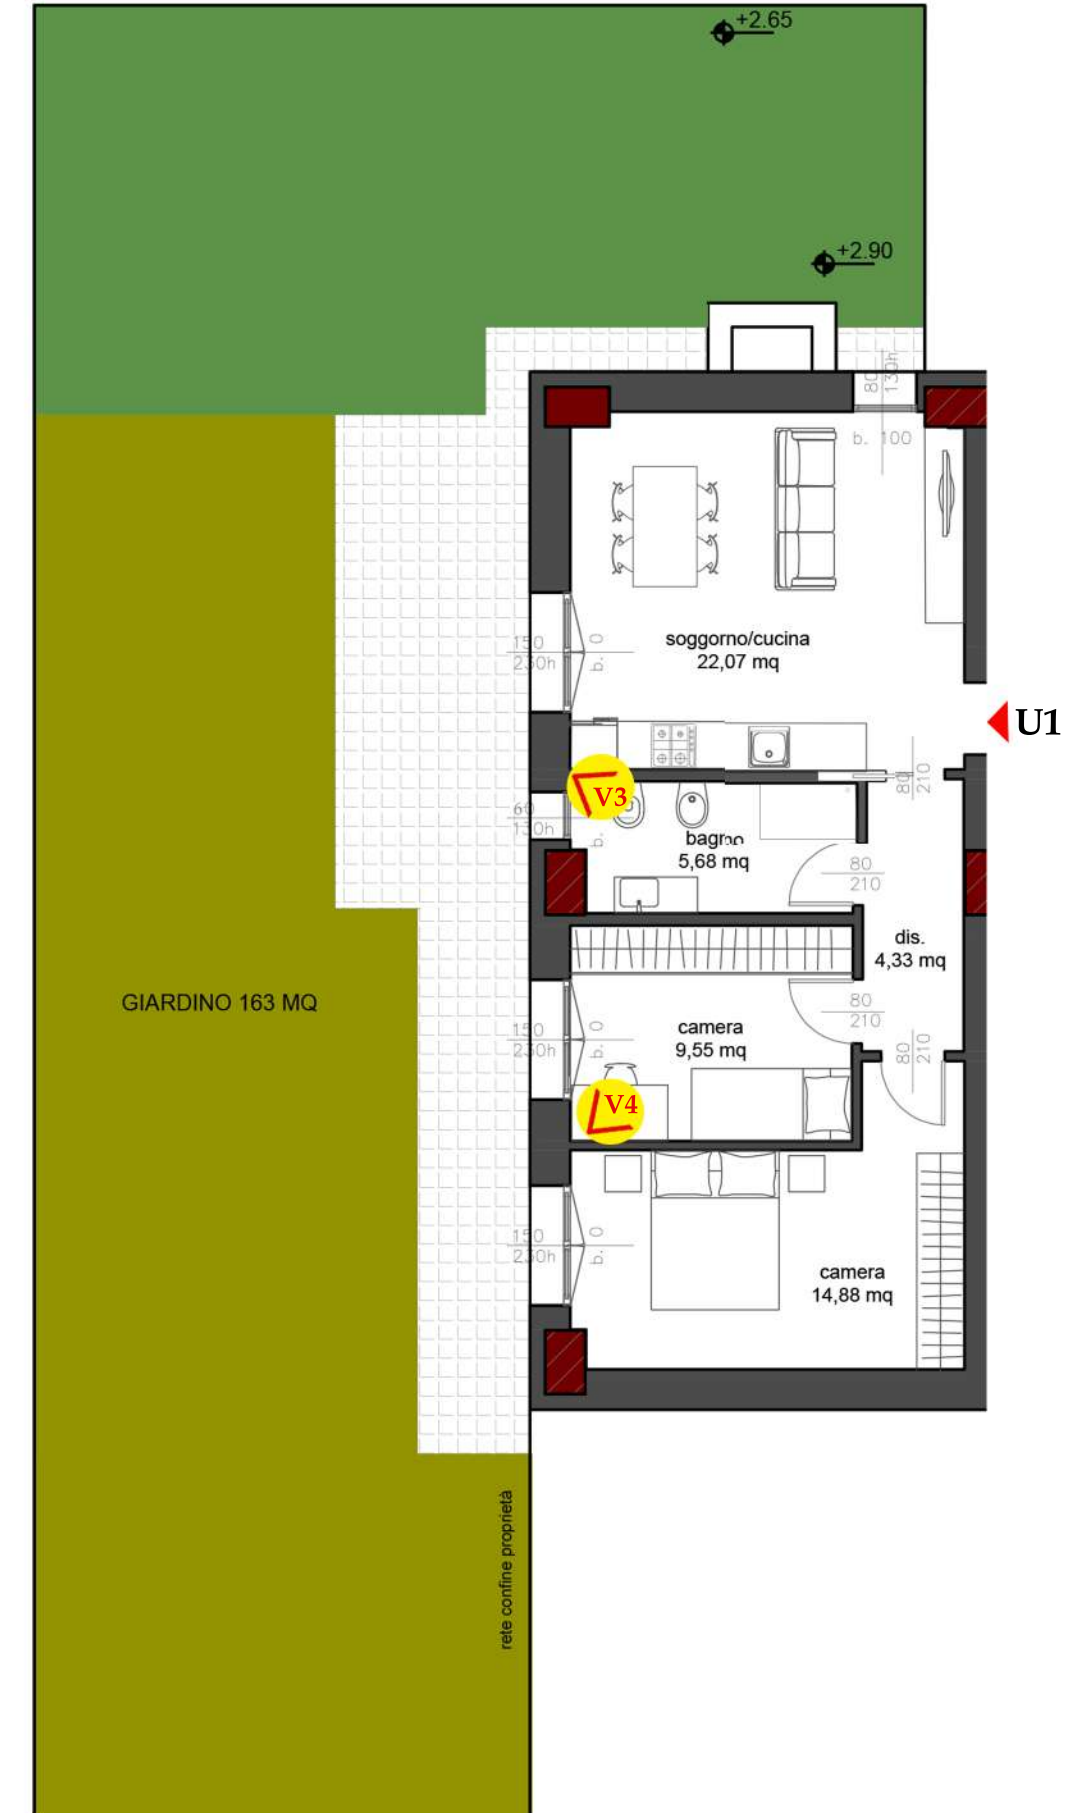 +2.65
+2.90
80
130h
b. 100
150
230h
b. 0
soggorno/cucina
22,07 mq
U1
80
210
V3
60
130h
b.
bagno
5,68 mq
80
210
dis.
4,33 mq
GIARDINO 163 MQ
80
210
camera
9,55 mq
150
230h
b. 0
80
210
V4
150
230h
b. 0
camera
14,88 mq
rete confine proprietà